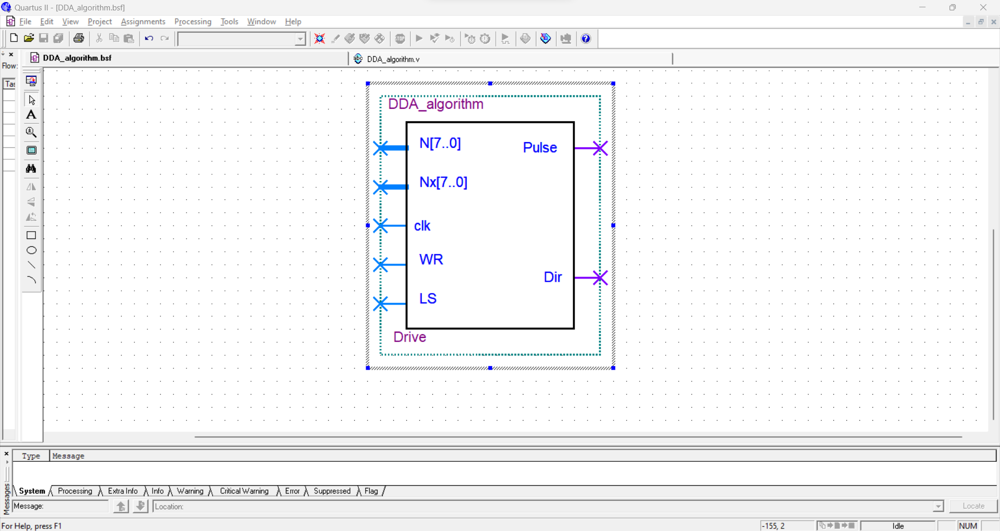 Quartus II - [DDA_algorithm.bsf]
File Edit View Project Assignments Processing Tools Window Help
STOP
Flow:
DDA_algorithm.bsf
abc DDA_algorithm.v
Tas
A
DDA_algorithm
N[7..0]
Pulse
Nx[7..0]
clk
WR
Dir
LS
Drive
Type Message
System Processing Extra Info Info Warning Critical Warning Error Suppressed Flag
Messages
Message: Location: Locate
For Help, press F1 -155, 2 Idle NUM